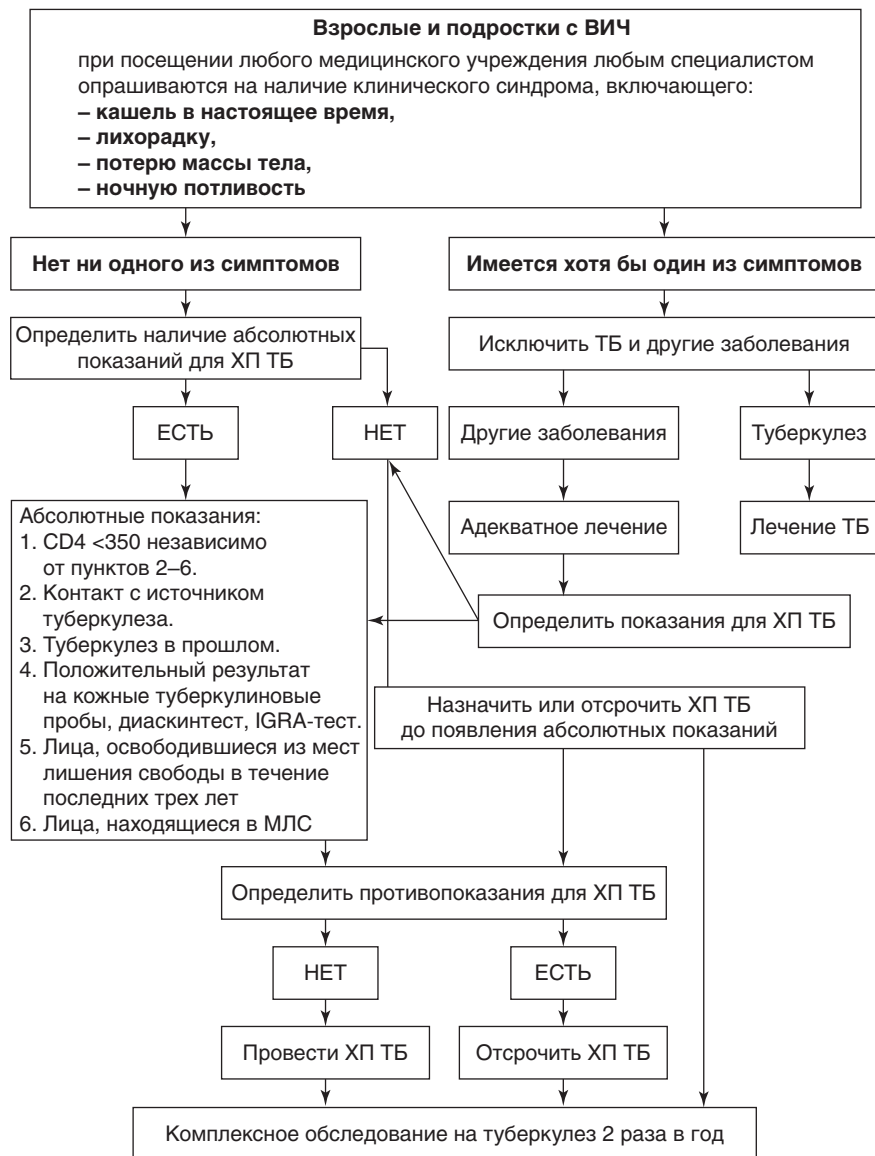 Взрослые и подростки с ВИЧ
при посещении любого медицинского учреждения любым специалистом
опрашиваются на наличие клинического синдрома, включающего:
– кашель в настоящее время,
– лихорадку,
– потерю массы тела,
– ночную потливость
Нет ни одного из симптомов
Имеется хотя бы один из симптомов
Определить наличие абсолютных
показаний для ХП ТБ
Исключить ТБ и другие заболевания
ЕСТЬ
НЕТ
Другие заболевания
Туберкулез
Адекватное лечение
Лечение ТБ
Абсолютные показания:
1. CD4 <350 независимо
от пунктов 2–6.
2. Контакт с источником
туберкулеза.
3. Туберкулез в прошлом.
4. Положительный результат
на кожные туберкулиновые
пробы, диаскинтест, IGRA-тест.
5. Лица, освободившиеся из мест
лишения свободы в течение
последних трех лет
6. Лица, находящиеся в МЛС
Определить показания для ХП ТБ
Назначить или отсрочить ХП ТБ
до появления абсолютных показаний
Определить противопоказания для ХП ТБ
НЕТ
ЕСТЬ
Провести ХП ТБ
Отсрочить ХП ТБ
Комплексное обследование на туберкулез 2 раза в год